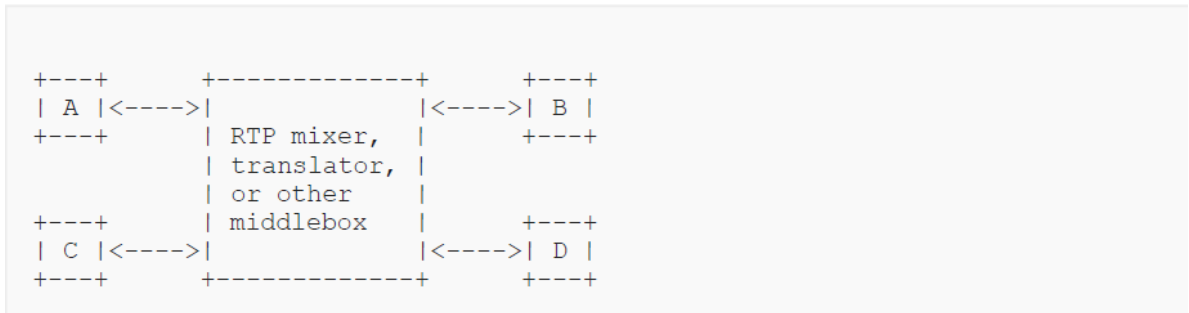 +---+      +-------------+      +---+
| A |<---->|             |<---->| B |
+---+      | RTP mixer,  |      +---+
           | translator, |
           | or other    |
+---+      | middlebox   |      +---+
| C |<---->|             |<---->| D |
+---+      +-------------+      +---+